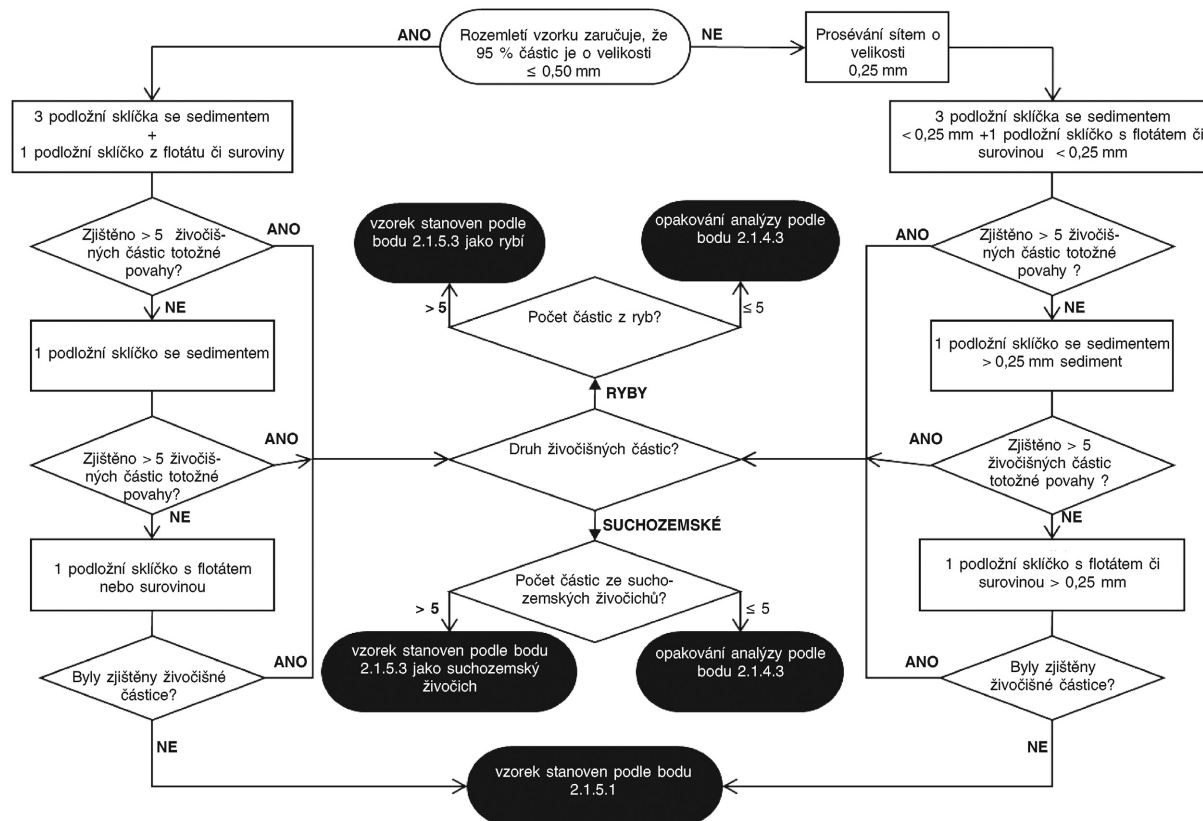 ANO
Rozemletí vzorku zaručuje, že
95 % částic je o velikosti
≤ 0,50 mm
NE
Prosévání sítem o
velikosti
0,25 mm
3 podložní sklíčka se sedimentem
+
1 podložní sklíčko z flotátu či suroviny
3 podložní sklíčka se sedimentem
< 0,25 mm +1 podložní sklíčko s flotátem či
surovinou < 0,25 mm
Zjištěno > 5 živočiš-
ných částic totožné
povahy?
ANO
NE
vzorek stanoven podle
bodu 2.1.5.3 jako rybí
opakování analýzy podle
bodu 2.1.4.3
ANO
Zjištěno > 5 živočiš-
ných částic totožné
povahy ?
NE
> 5
Počet částic z ryb?
≤ 5
1 podložní sklíčko se sedimentem
1 podložní sklíčko se sedimentem
> 0,25 mm sediment
RYBY
Zjištěno > 5 živočiš-
ných částic totožné
povahy?
ANO
NE
Druh živočišných částic?
ANO
Zjištěno > 5
živočišných částic
totožné povahy ?
NE
SUCHOZEMSKÉ
1 podložní sklíčko s flotátem
nebo surovinou
Počet částic ze sucho-
zemských živočichů?
> 5
≤ 5
1 podložní sklíčko s flotátem či
surovinou > 0,25 mm
vzorek stanoven podle bodu
2.1.5.3 jako suchozemský
živočich
opakování analýzy podle
bodu 2.1.4.3
Byly zjištěny živočišné
částice?
ANO
NE
ANO
Byly zjištěny
živočišné částice?
NE
vzorek stanoven podle bodu
2.1.5.1